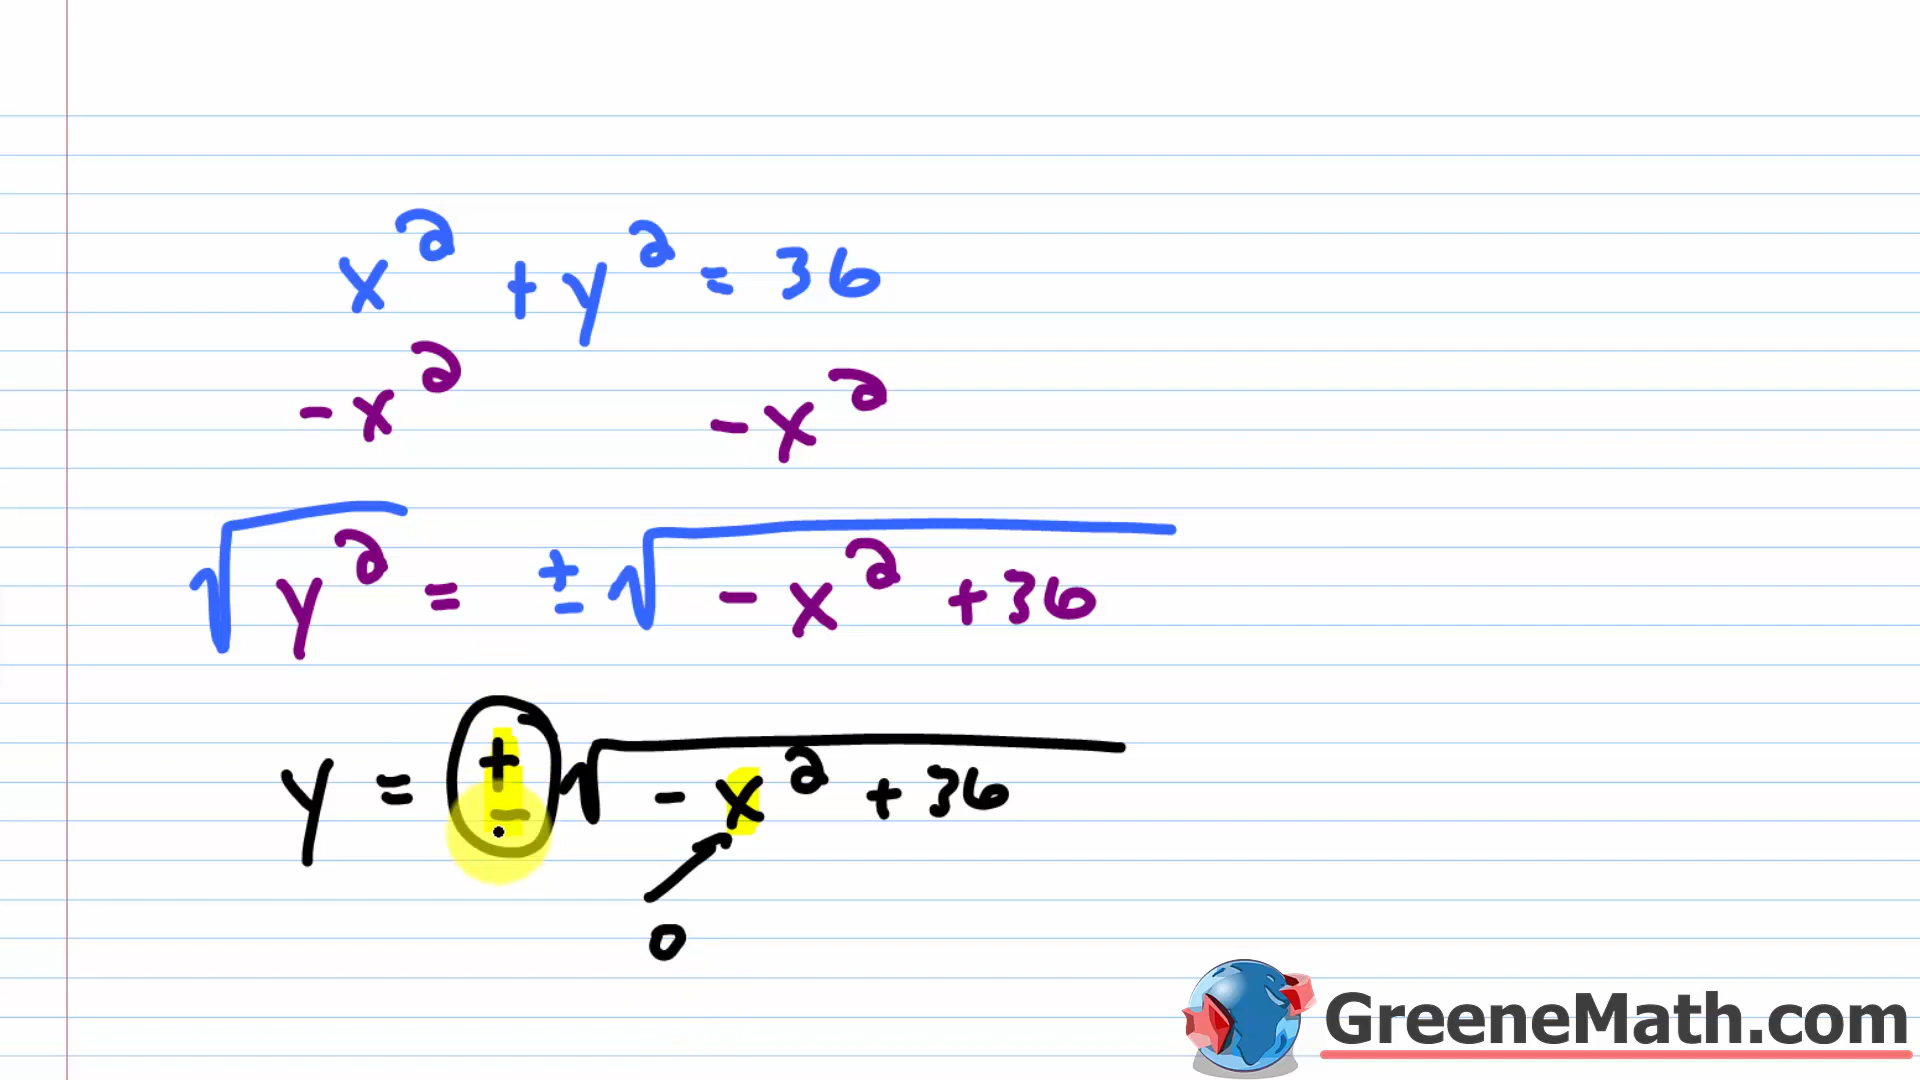 x² + y² = 36
- x² - x²
√y² = ± √- x² + 36
y = ± √- x² + 36
0
GreeneMath.com